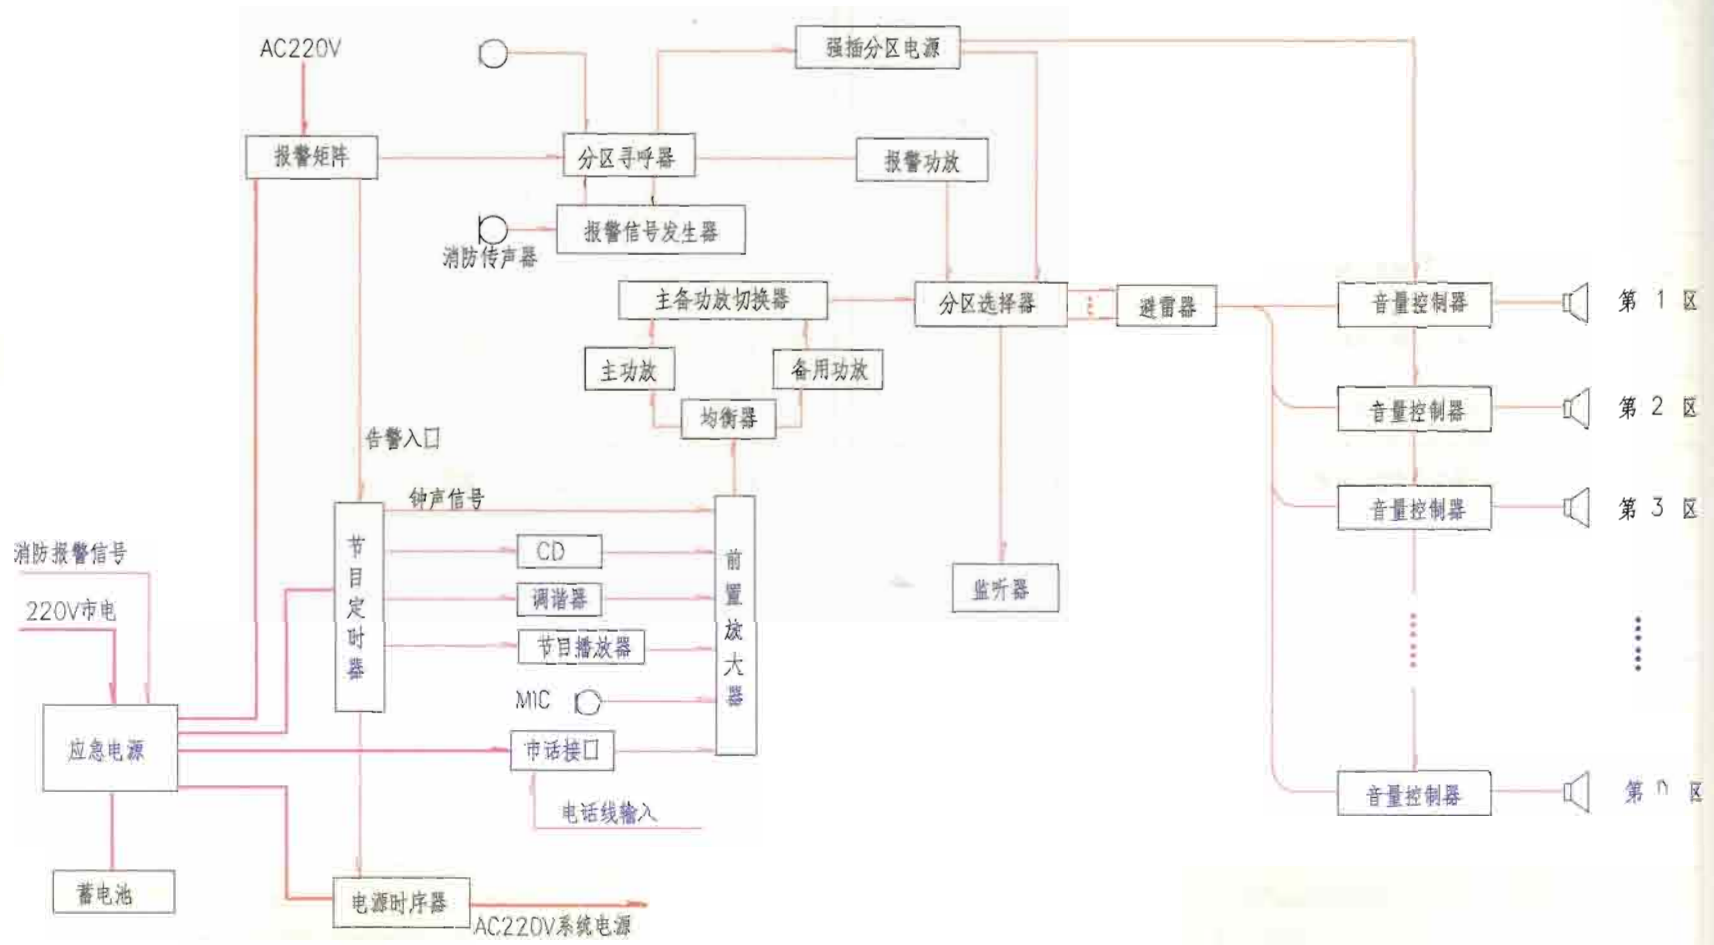 AC220V
强插分区电源
报警矩阵
分区寻呼器
报警功放
报警信号发生器
消防传声器
主备功放切换器
分区选择器
避雷器
音量控制器
第 1 区
主功放
备用功放
音量控制器
第 2 区
均衡器
告警入口
钟声信号
音量控制器
第 3 区
节目定时器
前置放大器
消防报警信号
CD
监听器
220V市电
调谐器
节目播放器
MIC
应急电源
市话接口
电话线输入
音量控制器
第 n 区
蓄电池
电源时序器
AC220V系统电源